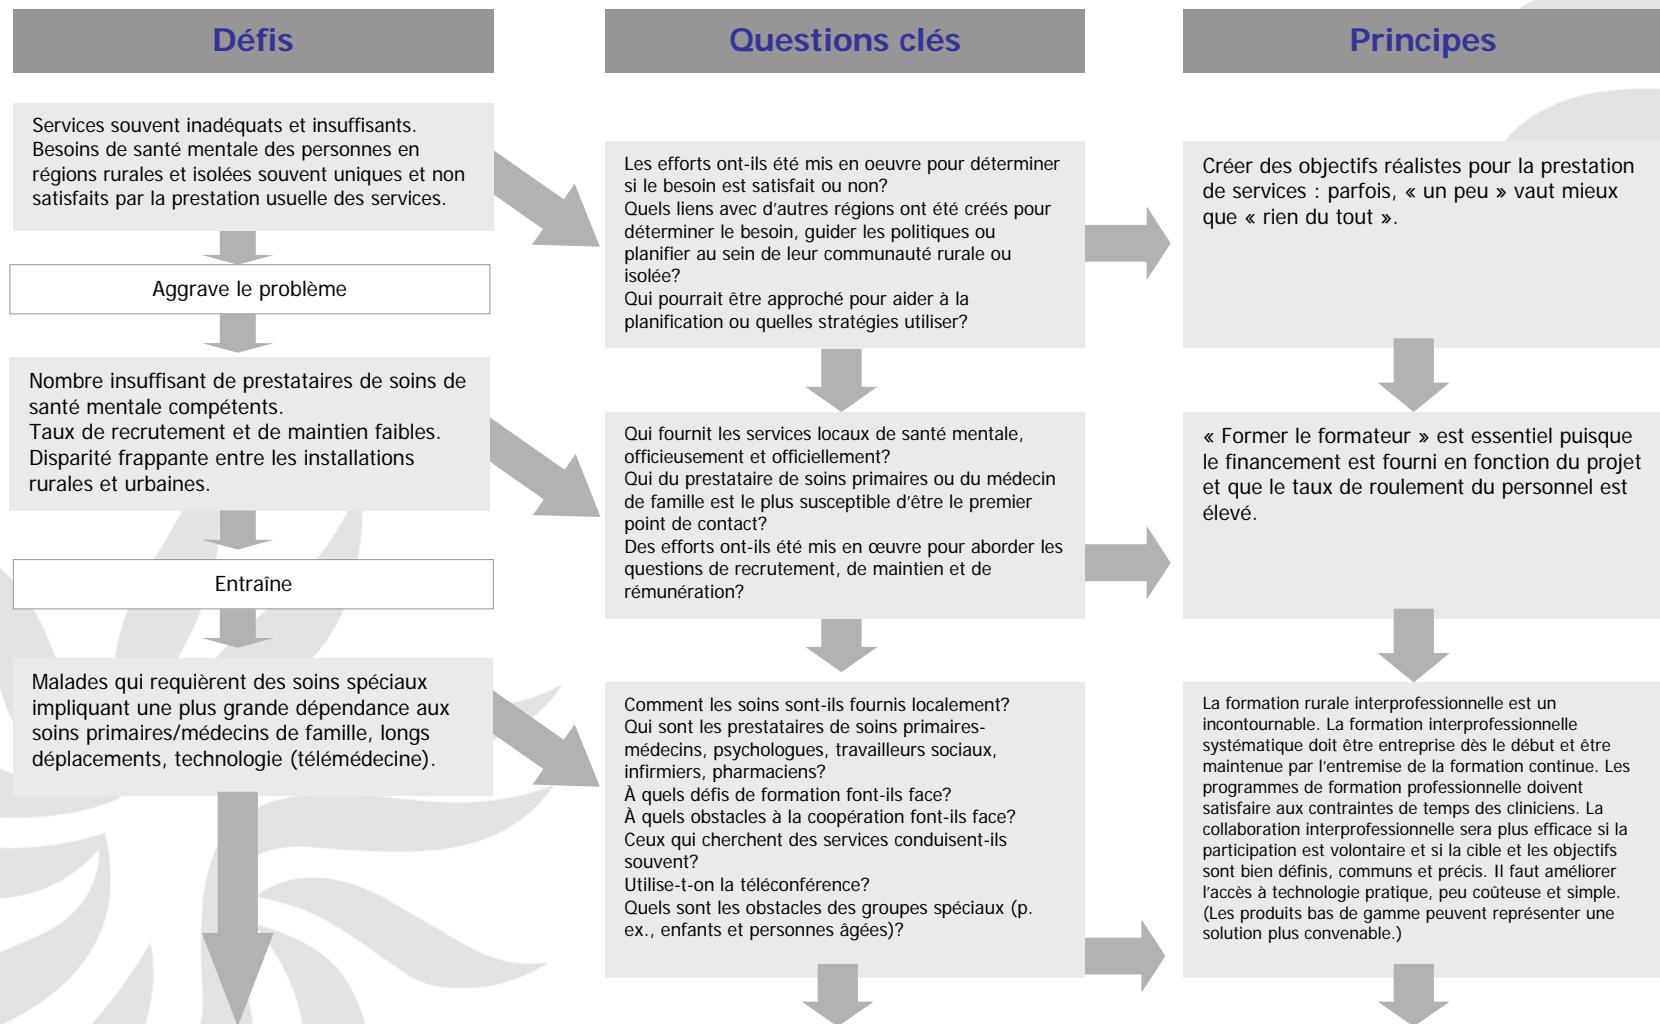 Défis
Services souvent inadéquats et insuffisants.
Besoins de santé mentale des personnes en
régions rurales et isolées souvent uniques et non
satisfaits par la prestation usuelle des services.
Aggrave le problème
Nombre insuffisant de prestataires de soins de
santé mentale compétents.
Taux de recrutement et de maintien faibles.
Disparité frappante entre les installations
rurales et urbaines.
Entraîne
Malades qui requièrent des soins spéciaux
impliquant une plus grande dépendance aux
soins primaires/médecins de famille, longs
déplacements, technologie (télémédecine).
Questions clés
Les efforts ont-ils été mis en oeuvre pour déterminer
si le besoin est satisfait ou non?
Quels liens avec d'autres régions ont été créés pour
déterminer le besoin, guider les politiques ou
planifier au sein de leur communauté rurale ou
isolée?
Qui pourrait être approché pour aider à la
planification ou quelles stratégies utiliser?
Qui fournit les services locaux de santé mentale,
officieusement et officiellement?
Qui du prestataire de soins primaires ou du médecin
de famille est le plus susceptible d'être le premier
point de contact?
Des efforts ont-ils été mis en œuvre pour aborder les
questions de recrutement, de maintien et de
rémunération?
Comment les soins sont-ils fournis localement?
Qui sont les prestataires de soins primaires-
médecins, psychologues, travailleurs sociaux,
infirmiers, pharmaciens?
À quels défis de formation font-ils face?
À quels obstacles à la coopération font-ils face?
Ceux qui cherchent des services conduisent-ils
souvent?
Utilise-t-on la téléconférence?
Quels sont les obstacles des groupes spéciaux (p.
ex., enfants et personnes âgées)?
Principes
Créer des objectifs réalistes pour la prestation
de services : parfois, « un peu » vaut mieux
que « rien du tout ».
« Former le formateur » est essentiel puisque
le financement est fourni en fonction du projet
et que le taux de roulement du personnel est
élevé.
La formation rurale interprofessionnelle est un
incontournable. La formation interprofessionnelle
systématique doit être entreprise dès le début et être
maintenue par l'entremise de la formation continue. Les
programmes de formation professionnelle doivent
satisfaire aux contraintes de temps des cliniciens. La
collaboration interprofessionnelle sera plus efficace si la
participation est volontaire et si la cible et les objectifs
sont bien définis, communs et précis. Il faut améliorer
l'accès à technologie pratique, peu coûteuse et simple.
(Les produits bas de gamme peuvent représenter une
solution plus convenable.)